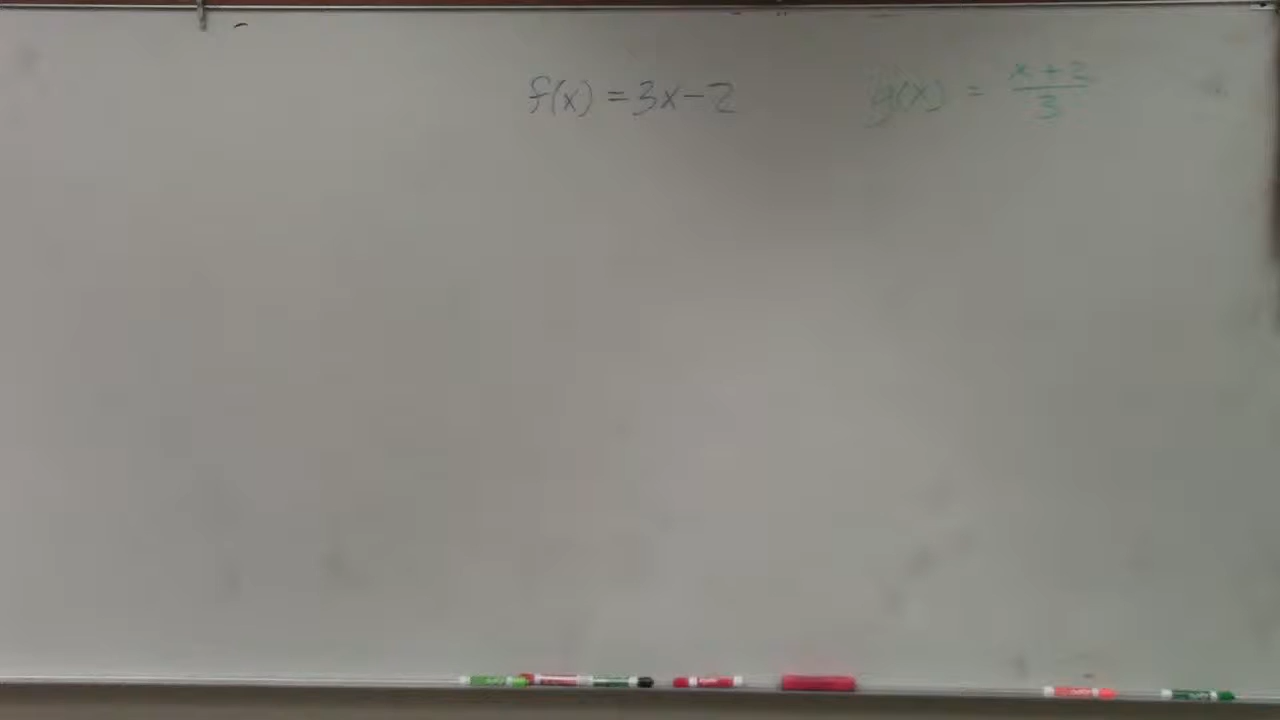 f(x) = 3x - 2
g(x) = (x + 2)/3